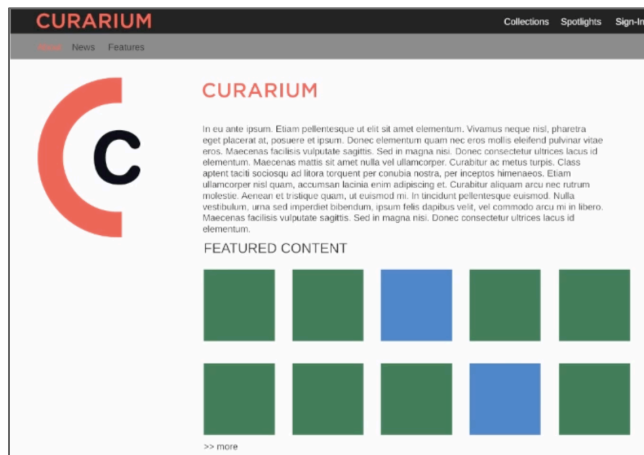 CURARIUM
Collections Spotlights Sign-In
News Features
C
CURARIUM
In eu ante ipsum. Etiam pellentesque ut elit sit amet elementum. Vivamus neque nisl, pharetra
eget placerat at, posuere et ipsum. Donec elementum quam nec eros mollis eleifend pulvinar vitae
eros. Maecenas facilisis vulputate sagittis. Sed in magna nisi. Donec consectetur ultrices lacus id
elementum. Maecenas mattis sit amet nulla vel ullamcorper. Curabitur ac metus turpis. Class
aptent taciti sociosqu ad litora torquent per conubia nostra, per inceptos himenaeos. Etiam
ullamcorper nisl quam, accumsan lacinia enim adipiscing et. Curabitur aliquam arcu nec rutrum
molestie. Aenean et tristique quam, ut euismod mi. In tincidunt pellentesque euismod. Nulla
vestibulum, urna sed imperdiet bibendum, ipsum felis dapibus velit, vel commodo arcu mi in libero.
Maecenas facilisis vulputate sagittis. Sed in magna nisi. Donec consectetur ultrices lacus id
elementum.
FEATURED CONTENT
>> more